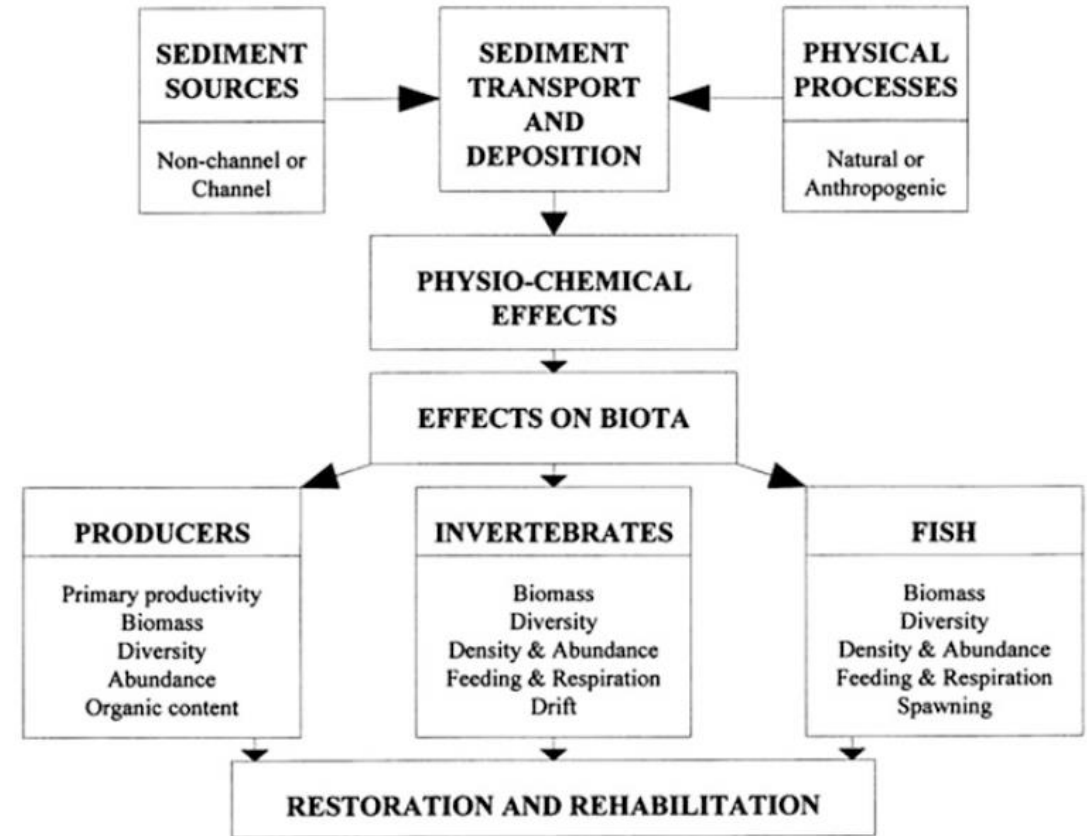 SEDIMENT
SOURCES
Non-channel or
Channel
SEDIMENT
TRANSPORT
AND
DEPOSITION
PHYSICAL
PROCESSES
Natural or
Anthropogenic
PHYSIO-CHEMICAL
EFFECTS
EFFECTS ON BIOTA
PRODUCERS
Primary productivity
Biomass
Diversity
Abundance
Organic content
INVERTEBRATES
Biomass
Diversity
Density & Abundance
Feeding & Respiration
Drift
FISH
Biomass
Diversity
Density & Abundance
Feeding & Respiration
Spawning
RESTORATION AND REHABILITATION